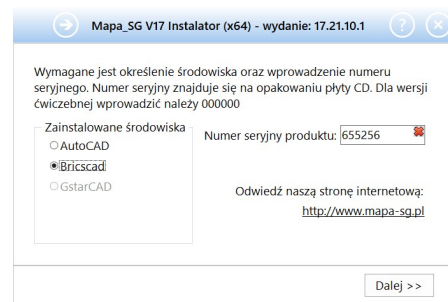 Mapa_SG V17 Instalator (x64) - wydanie: 17.21.10.1
Wymagane jest określenie środowiska oraz wprowadzenie numeru
seryjnego. Numer seryjny znajduje się na opakowaniu płyty CD. Dla wersji
ćwiczebnej wprowadzić należy 000000
Zainstalowane środowiska
AutoCAD
Bricscad
GstarCAD
Numer seryjny produktu: 655256
Odwiedź naszą stronę internetową:
http://www.mapa-sg.pl
Dalej >>